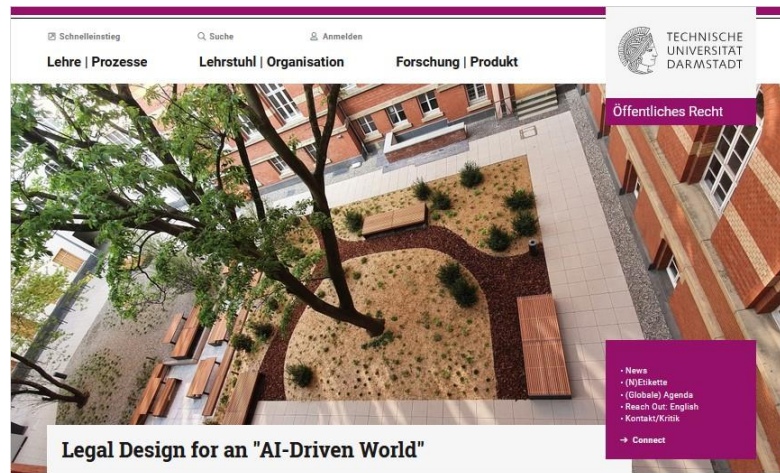 Schnelleinstieg
Suche
Anmelden
Lehre | Prozesse
Lehrstuhl | Organisation
Forschung | Produkt
TECHNISCHE
UNIVERSITÄT
DARMSTADT
Öffentliches Recht
• News
• (N)Etikette
• (Globale) Agenda
• Reach Out: English
• Kontakt/Kritik
→ Connect
Legal Design for an "AI-Driven World"